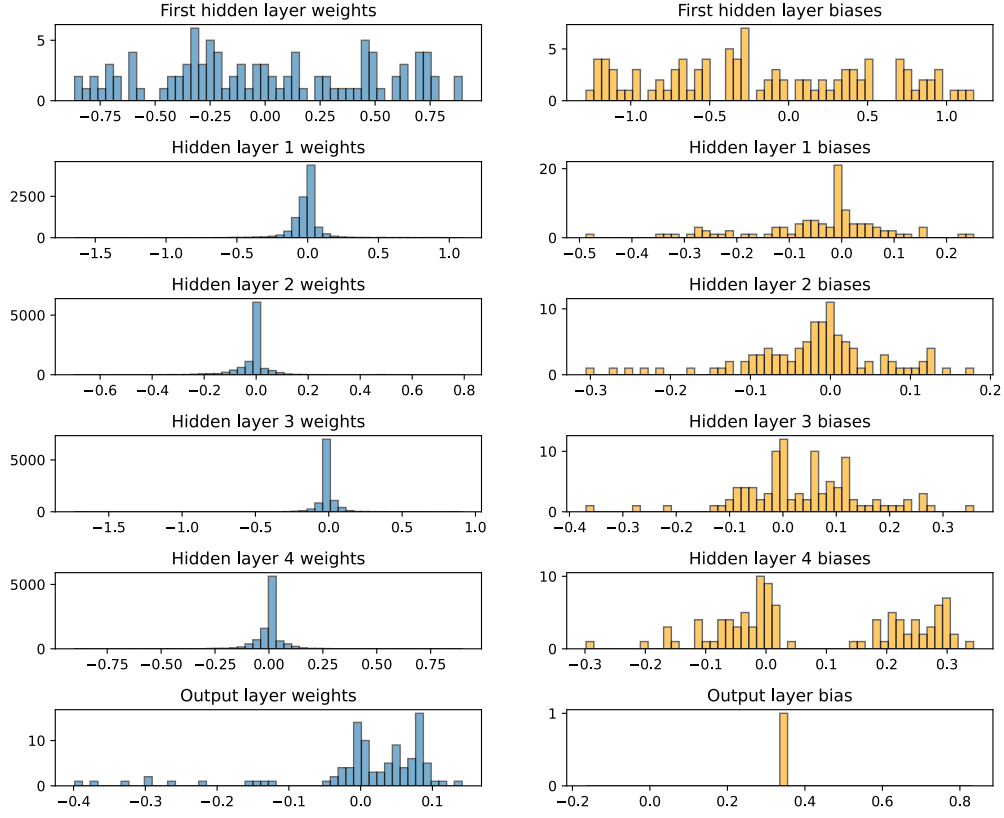 First hidden layer weights
First hidden layer biases
5
0
−0.75 −0.50 −0.25 0.00 0.25 0.50 0.75
5
0
−1.0 −0.5 0.0 0.5 1.0
Hidden layer 1 weights
Hidden layer 1 biases
2500
0
−1.5 −1.0 −0.5 0.0 0.5 1.0
20
0
−0.5 −0.4 −0.3 −0.2 −0.1 0.0 0.1 0.2
Hidden layer 2 weights
Hidden layer 2 biases
5000
0
−0.6 −0.4 −0.2 0.0 0.2 0.4 0.6 0.8
10
0
−0.3 −0.2 −0.1 0.0 0.1 0.2
Hidden layer 3 weights
Hidden layer 3 biases
5000
0
−1.5 −1.0 −0.5 0.0 0.5 1.0
10
0
−0.4 −0.3 −0.2 −0.1 0.0 0.1 0.2 0.3
Hidden layer 4 weights
Hidden layer 4 biases
5000
0
−0.75 −0.50 −0.25 0.00 0.25 0.50 0.75
10
0
−0.3 −0.2 −0.1 0.0 0.1 0.2 0.3
Output layer weights
Output layer bias
10
0
−0.4 −0.3 −0.2 −0.1 0.0 0.1
1
0
−0.2 0.0 0.2 0.4 0.6 0.8